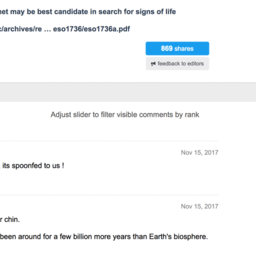 net may be best candidate in search for signs of life
:/archives/re ... eso1736/eso1736a.pdf
869 shares
feedback to editors
Adjust slider to filter visible comments by rank
Nov 15, 2017
its spoonfed to us !
Nov 15, 2017
r chin.
been around for a few billion more years than Earth's biosphere.